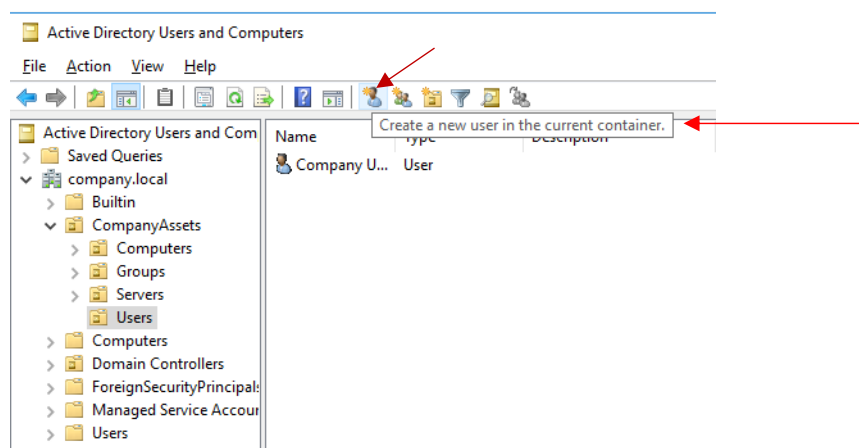 Active Directory Users and Computers
File Action View Help
Create a new user in the current container.
Active Directory Users and Com
Name Type Description
Saved Queries
Company U... User
company.local
Builtin
CompanyAssets
Computers
Groups
Servers
Users
Computers
Domain Controllers
ForeignSecurityPrincipals
Managed Service Accour
Users